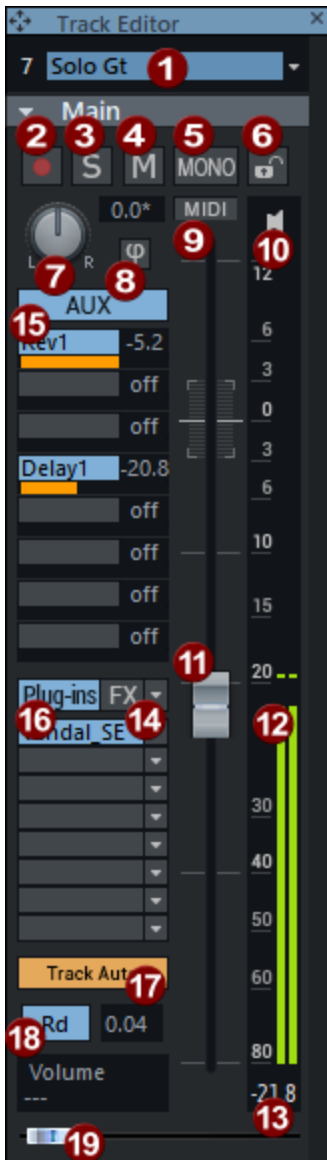 Track Editor
7 Solo Gt 1
Main
2 3 4 5 6
S M MONO
0.0* MIDI
L R φ
7 8 9 10
12
15 AUX
Rev1 -5.2
6
off
3
off
0
Delay1 -20.8
3
off
6
off
10
off
15
off
11
20
Plug-ins FX
16 14 12
30
40
50
Track Aut
17
60
18 Rd 0.04
80
Volume
---
-21.8
13
19